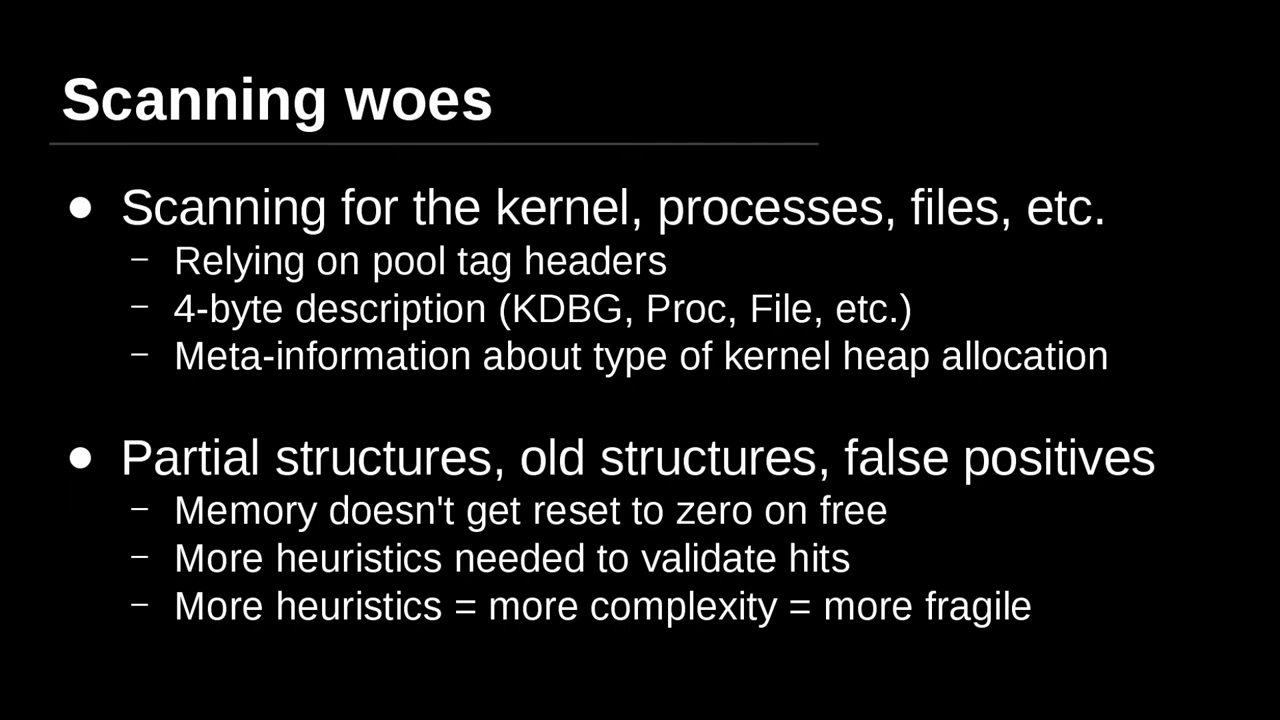 Scanning woes
● Scanning for the kernel, processes, files, etc.
– Relying on pool tag headers
– 4-byte description (KDBG, Proc, File, etc.)
– Meta-information about type of kernel heap allocation
● Partial structures, old structures, false positives
– Memory doesn't get reset to zero on free
– More heuristics needed to validate hits
– More heuristics = more complexity = more fragile